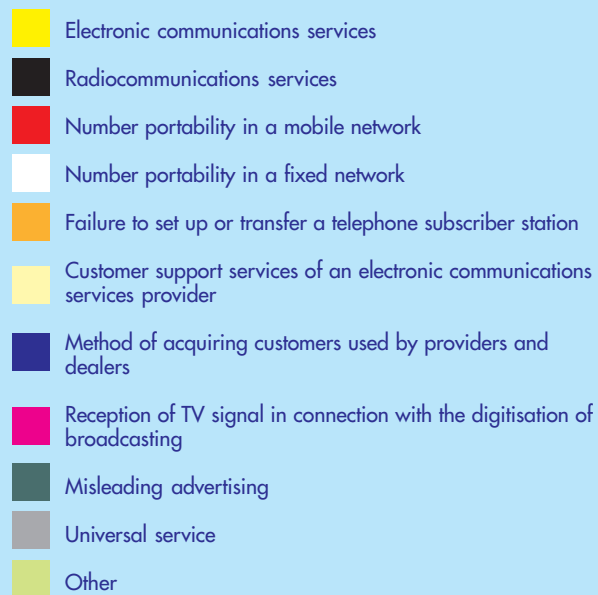 Electronic communications services
Radiocommunications services
Number portability in a mobile network
Number portability in a fixed network
Failure to set up or transfer a telephone subscriber station
Customer support services of an electronic communications
services provider
Method of acquiring customers used by providers and
dealers
Reception of TV signal in connection with the digitisation of
broadcasting
Misleading advertising
Universal service
Other